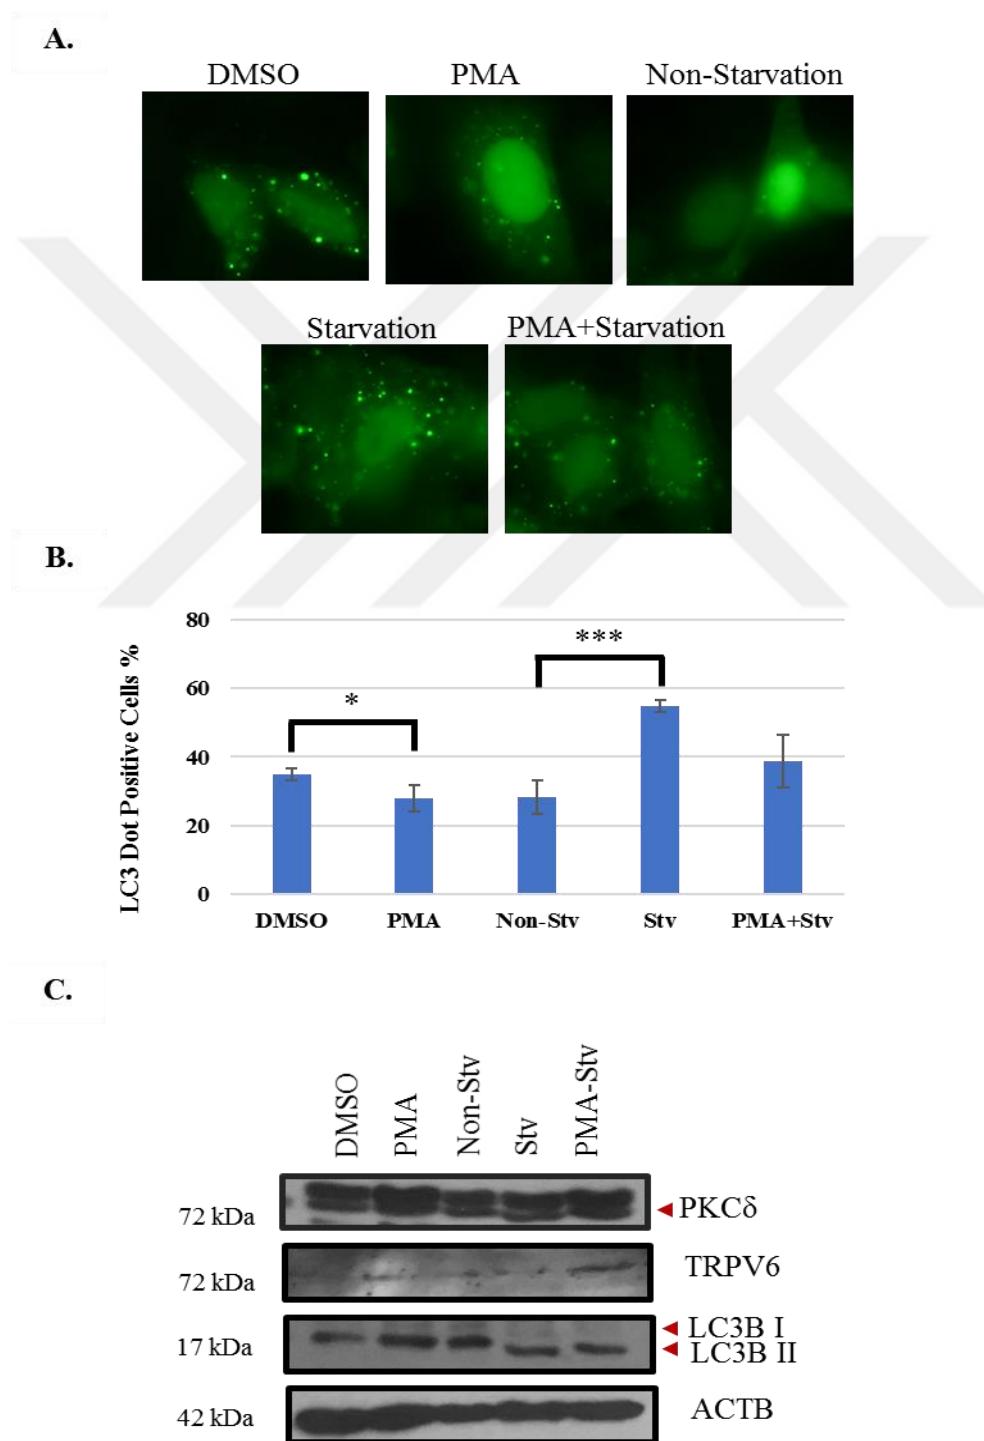 A.
DMSO
PMA
Non-Starvation
Starvation
PMA+Starvation
B.
LC3 Dot Positive Cells %
80
60
40
20
0
*
***
DMSO
PMA
Non-Stv
Stv
PMA+Stv
C.
DMSO
PMA
Non-Stv
Stv
PMA-Stv
72 kDa
PKCδ
72 kDa
TRPV6
17 kDa
LC3B I
LC3B II
42 kDa
ACTB